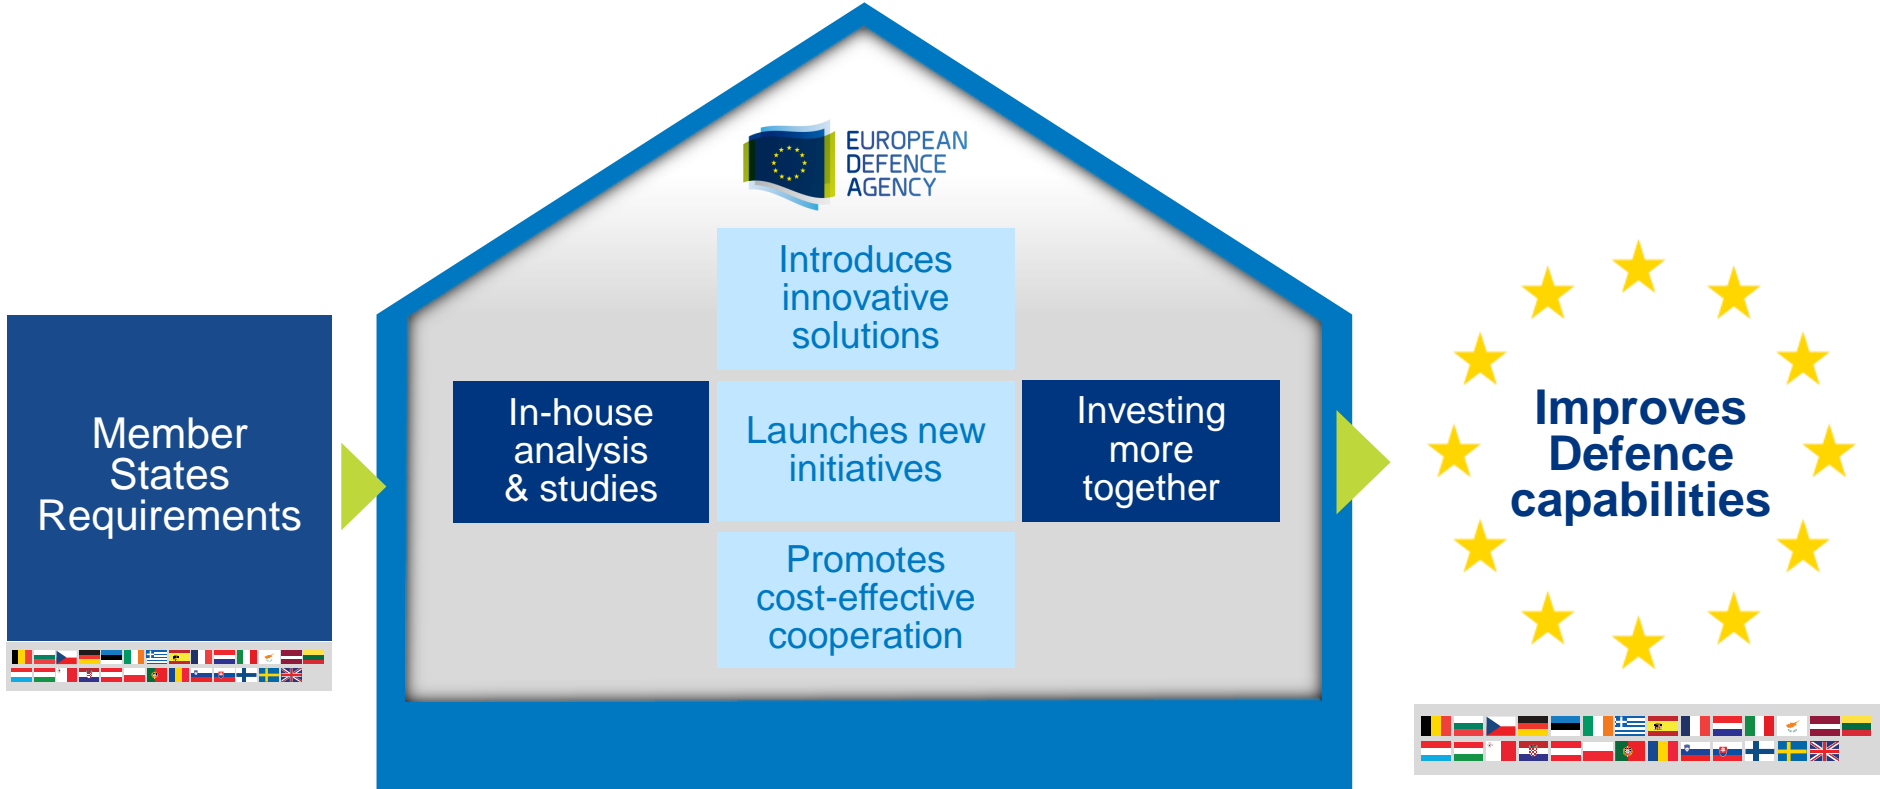 EUROPEAN
DEFENCE
AGENCY
Introduces
innovative
solutions
Member
States
Requirements
In-house
analysis
& studies
Launches new
initiatives
Investing
more
together
Promotes
cost-effective
cooperation
Improves
Defence
capabilities